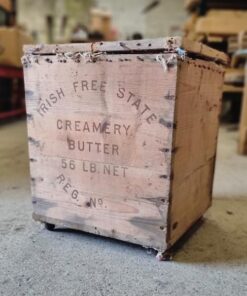 IRISH FREE STATE
CREAMERY
BUTTER
56 LB. NET
REG. No.